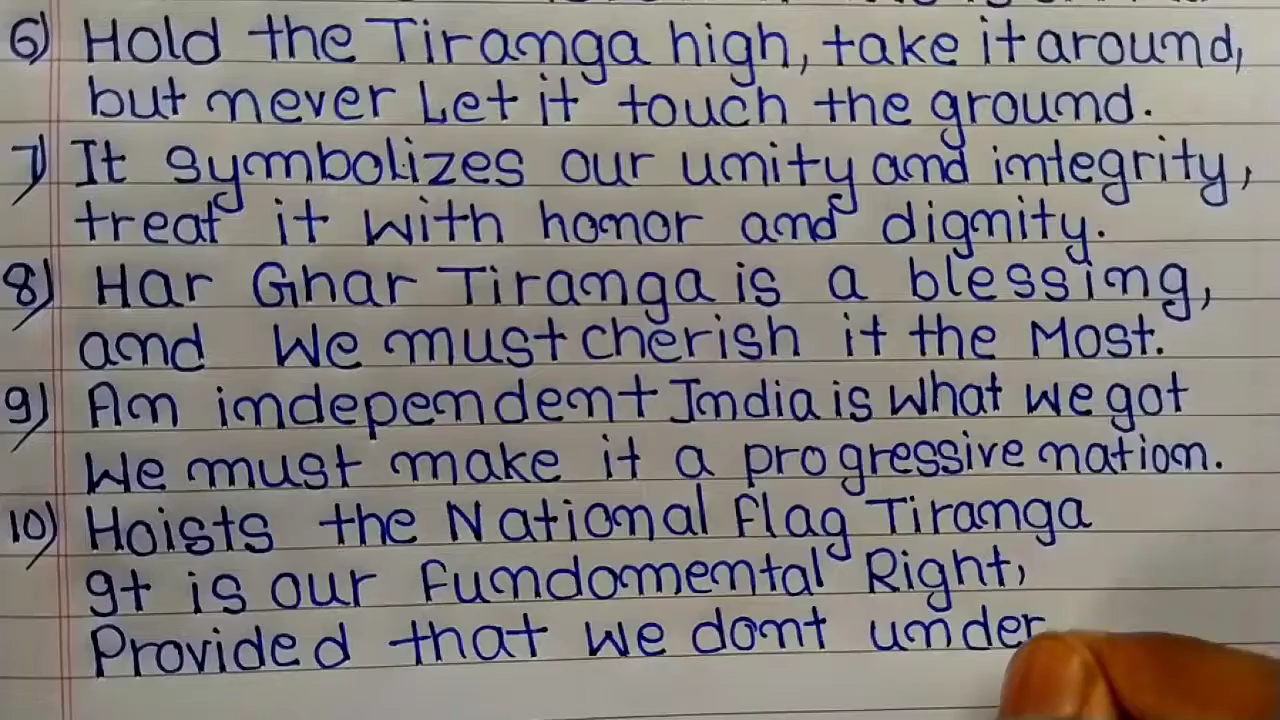 6) Hold the Tiranga high, take it around,
but never Let it touch the ground.
7) It symbolizes our unity and integrity,
treat it with honor and dignity.
8) Har Ghar Tiranga is a blessing,
and We must cherish it the Most.
9) An independent India is what we got
We must make it a progressive nation.
10) Hoists the National flag Tiranga
It is our fundomental Right,
Provided that we dont under